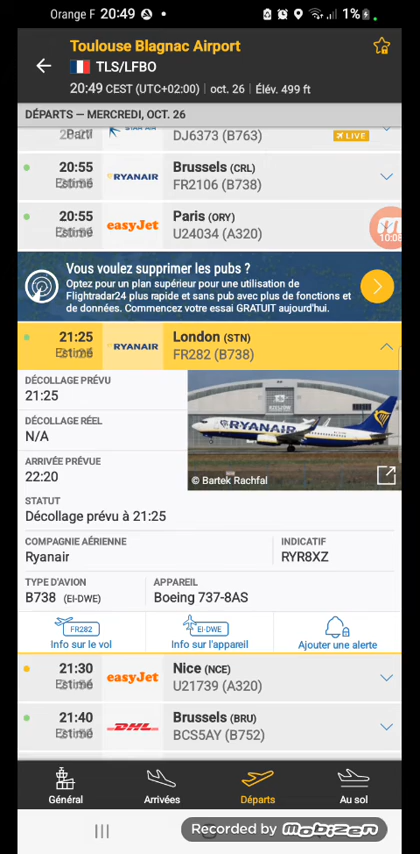 Orange F 20:49 1%
Toulouse Blagnac Airport
TLS/LFBO
20:49 CEST (UTC+02:00) | oct. 26 | Élév. 499 ft
DÉPARTS — MERCREDI, OCT. 26
Parti DJ6373 (B763) LIVE
20:55 Brussels (CRL)
Estimé RYANAIR FR2106 (B738)
20:55 easyJet Paris (ORY)
Estimé U24034 (A320)
10:08
Vous voulez supprimer les pubs ?
Optez pour un plan supérieur pour une utilisation de
Flightradar24 plus rapide et sans pub avec plus de fonctions et
de données. Commencez votre essai GRATUIT aujourd'hui.
21:25 London (STN)
Estimé RYANAIR FR282 (B738)
DÉCOLLAGE PRÉVU
21:25
DÉCOLLAGE RÉEL
N/A
ARRIVÉE PRÉVUE
22:20
RYANAIR
© Bartek Rachfal
STATUT
Décollage prévu à 21:25
COMPAGNIE AÉRIENNE INDICATIF
Ryanair RYR8XZ
TYPE D'AVION APPAREIL
B738 (EI-DWE) Boeing 737-8AS
FR282 EI-DWE
Info sur le vol Info sur l'appareil Ajouter une alerte
21:30 easyJet Nice (NCE)
Estimé U21739 (A320)
21:40 DHL Brussels (BRU)
Estimé BCS5AY (B752)
Général Arrivées Départs Au sol
Recorded by mobizen